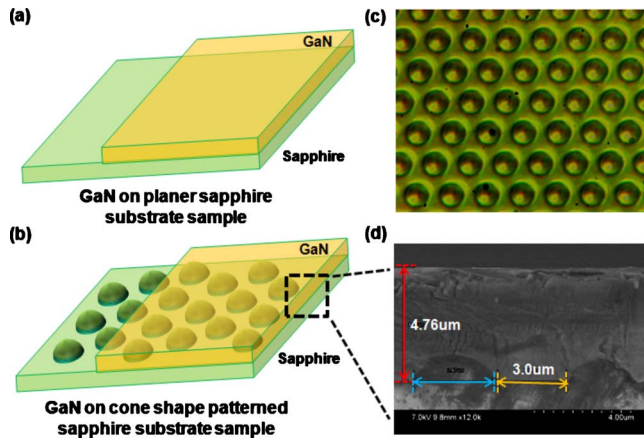 (a)
GaN
Sapphire
GaN on planer sapphire
substrate sample
(b)
GaN
Sapphire
GaN on cone shape patterned
sapphire substrate sample
(c)
(d)
4.76um
3.0um
7.0kV 9.8mm x12.0k
4.00um